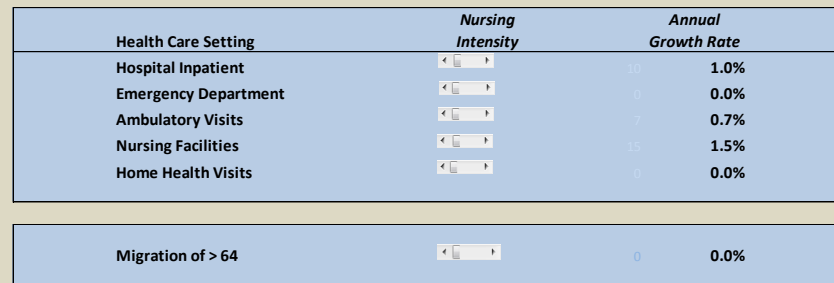 Nursing Annual
Health Care Setting Intensity Growth Rate
Hospital Inpatient 10 1.0%
Emergency Department 0 0.0%
Ambulatory Visits 7 0.7%
Nursing Facilities 15 1.5%
Home Health Visits 0 0.0%
Migration of > 64 0 0.0%